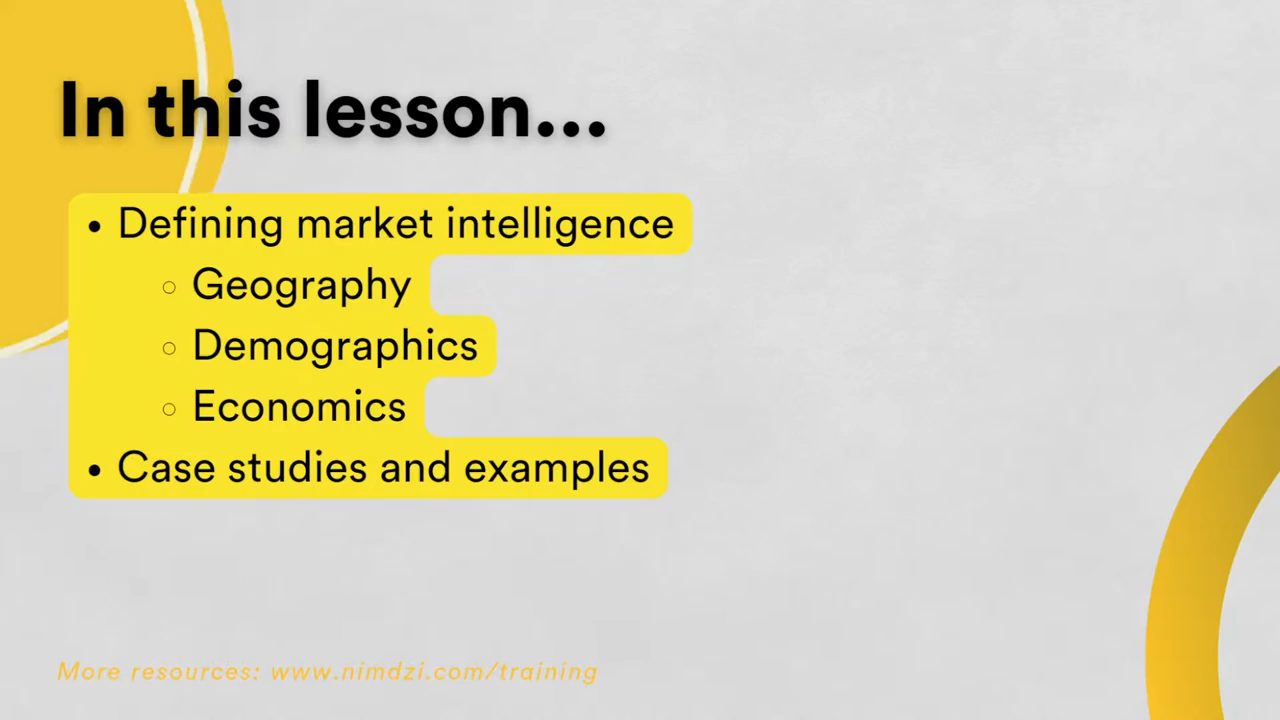 In this lesson...
• Defining market intelligence
○ Geography
○ Demographics
○ Economics
• Case studies and examples
More resources: www.nimdzi.com/training